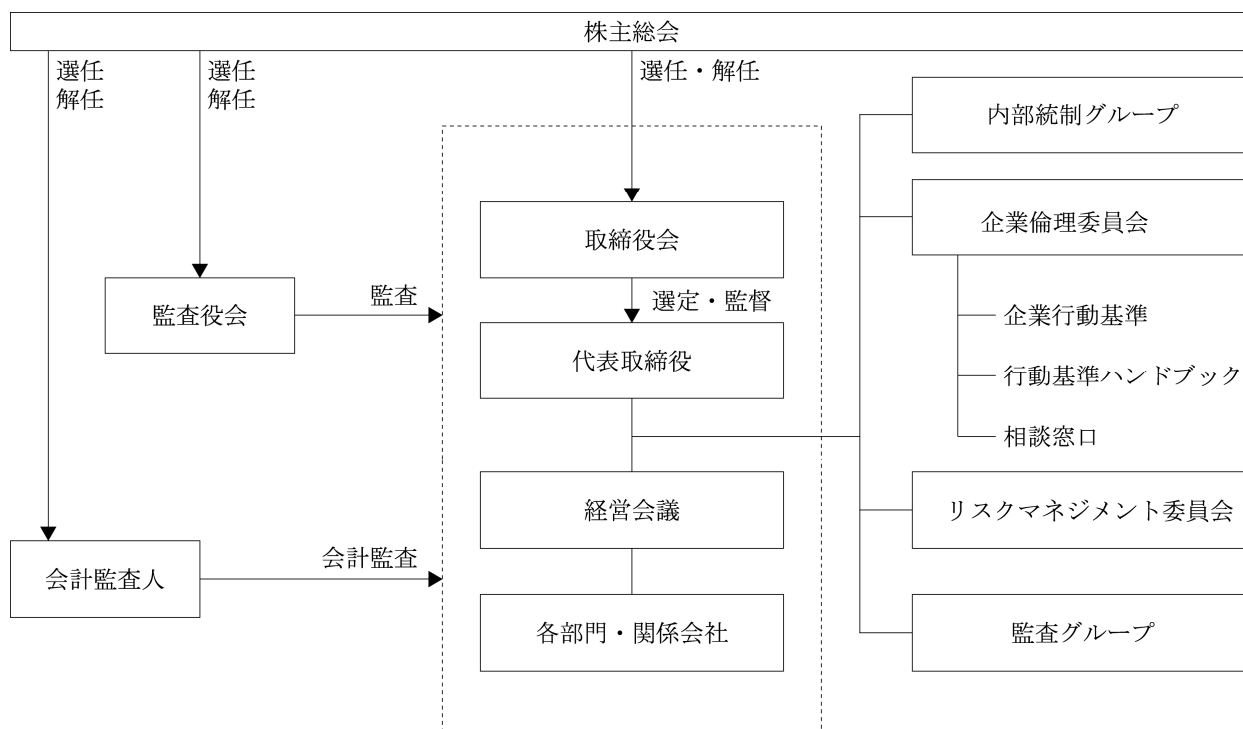 株主総会
選任
解任
選任
解任
選任・解任
内部統制グループ
企業倫理委員会
取締役会
監査役会
監査
選定・監督
企業行動基準
代表取締役
行動基準ハンドブック
相談窓口
経営会議
リスクマネジメント委員会
会計監査人
会計監査
各部門・関係会社
監査グループ